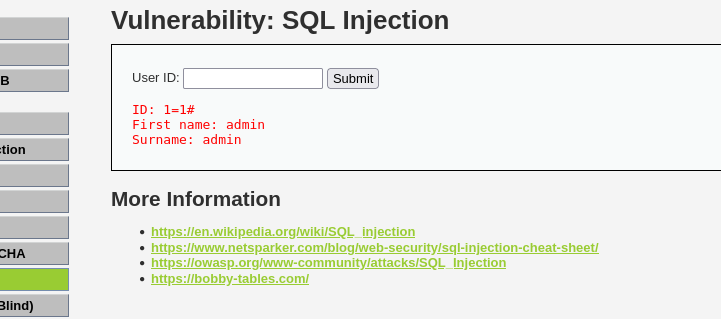 Vulnerability: SQL Injection
B
User ID: Submit
ID: 1=1#
First name: admin
Surname: admin
ction
CHA
Blind)
More Information
https://en.wikipedia.org/wiki/SQL_injection
https://www.netsparker.com/blog/web-security/sql-injection-cheat-sheet/
https://owasp.org/www-community/attacks/SQL_Injection
https://bobby-tables.com/